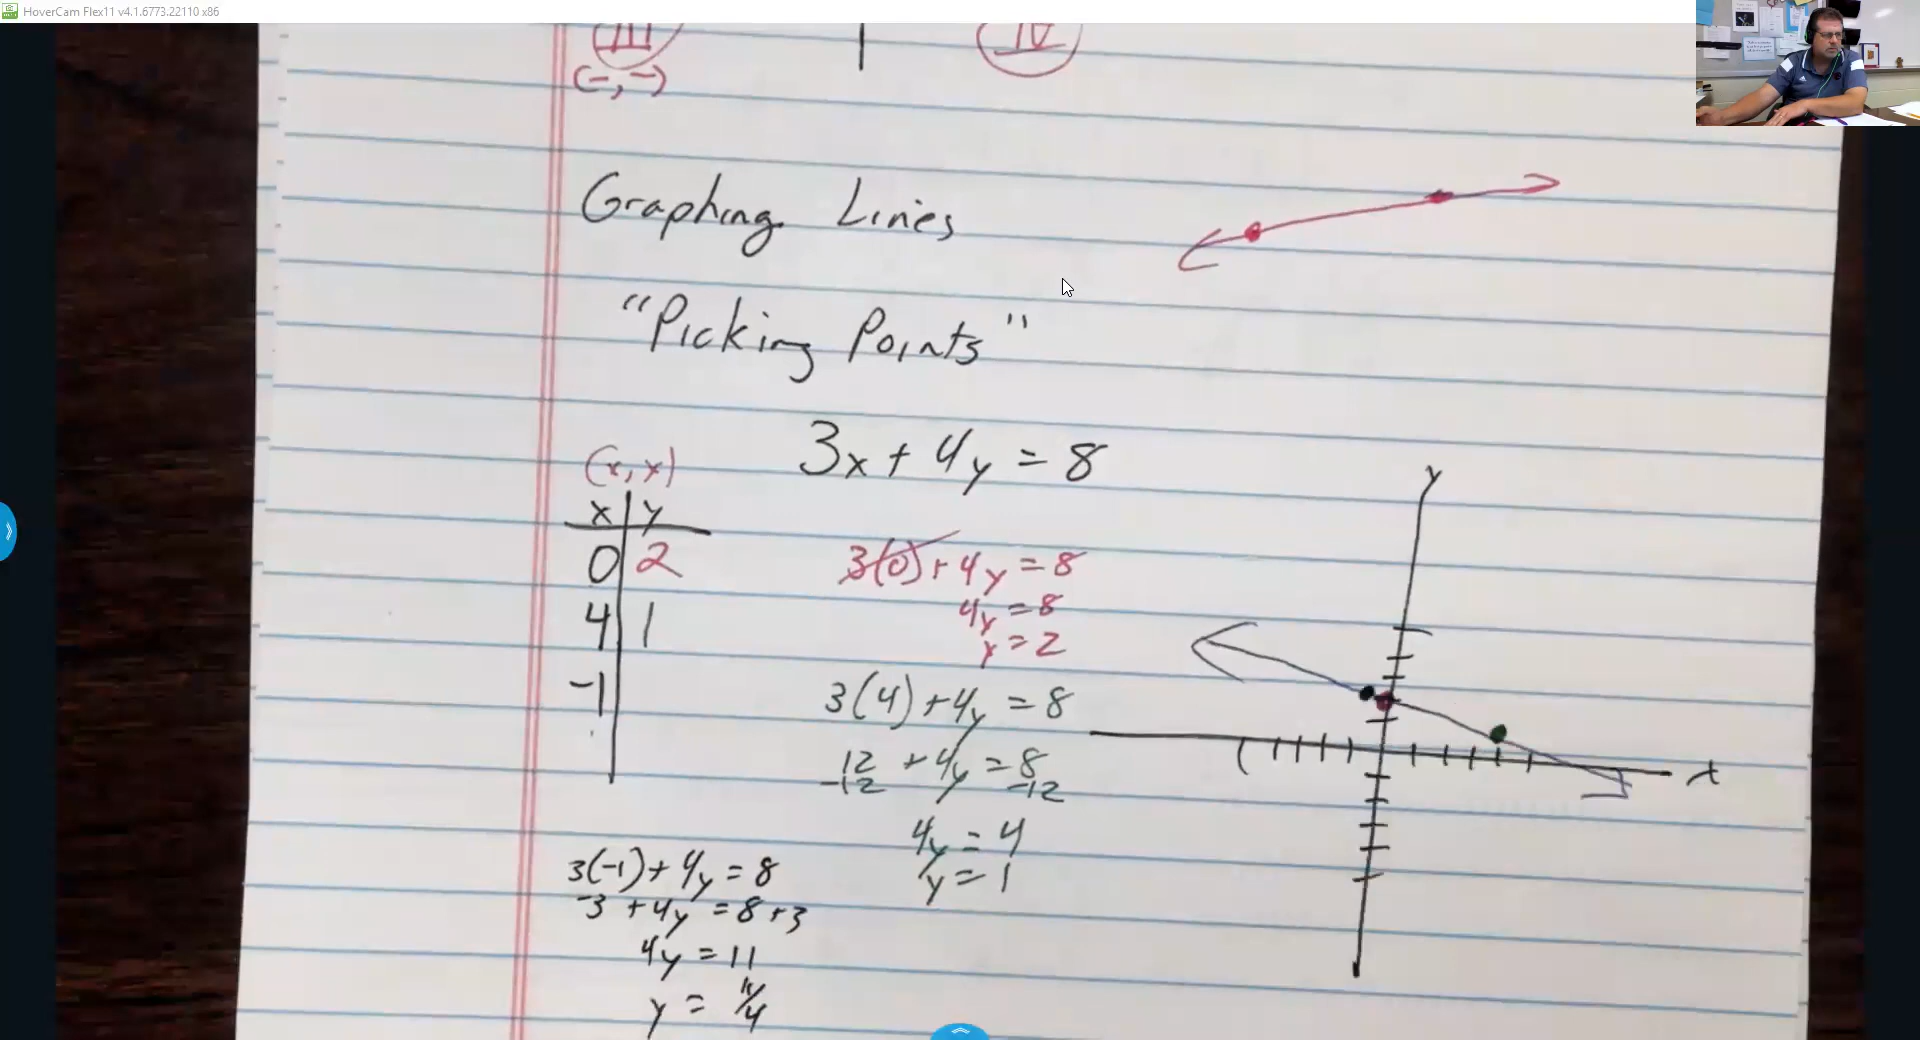 HoverCam Flex11 v4.1.6773.22110 x86
III IV
(-,-)
Graphing Lines
"Picking Points"
3x + 4y = 8
(x, y)
x y
0 2
4 1
-1
3(0) + 4y = 8
4y = 8
y = 2
3(4) + 4y = 8
12 + 4y = 8
-12 -12
4y = 4
y = 1
3(-1) + 4y = 8
-3 + 4y = 8 + 3
4y = 11
y = 11/4
y
x